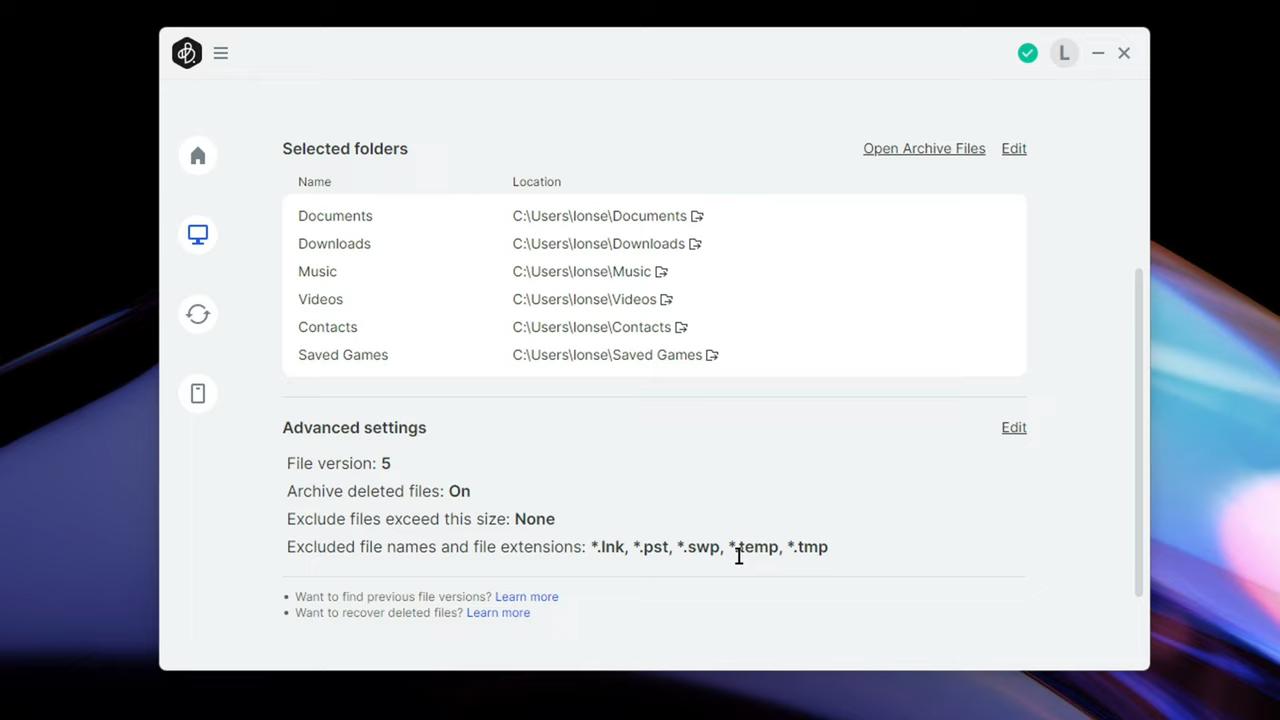 L
Selected folders Open Archive Files Edit
Name Location
Documents C:\Users\lonse\Documents
Downloads C:\Users\lonse\Downloads
Music C:\Users\lonse\Music
Videos C:\Users\lonse\Videos
Contacts C:\Users\lonse\Contacts
Saved Games C:\Users\lonse\Saved Games
Advanced settings Edit
File version: 5
Archive deleted files: On
Exclude files exceed this size: None
Excluded file names and file extensions: *.lnk, *.pst, *.swp, *.temp, *.tmp
• Want to find previous file versions? Learn more
• Want to recover deleted files? Learn more